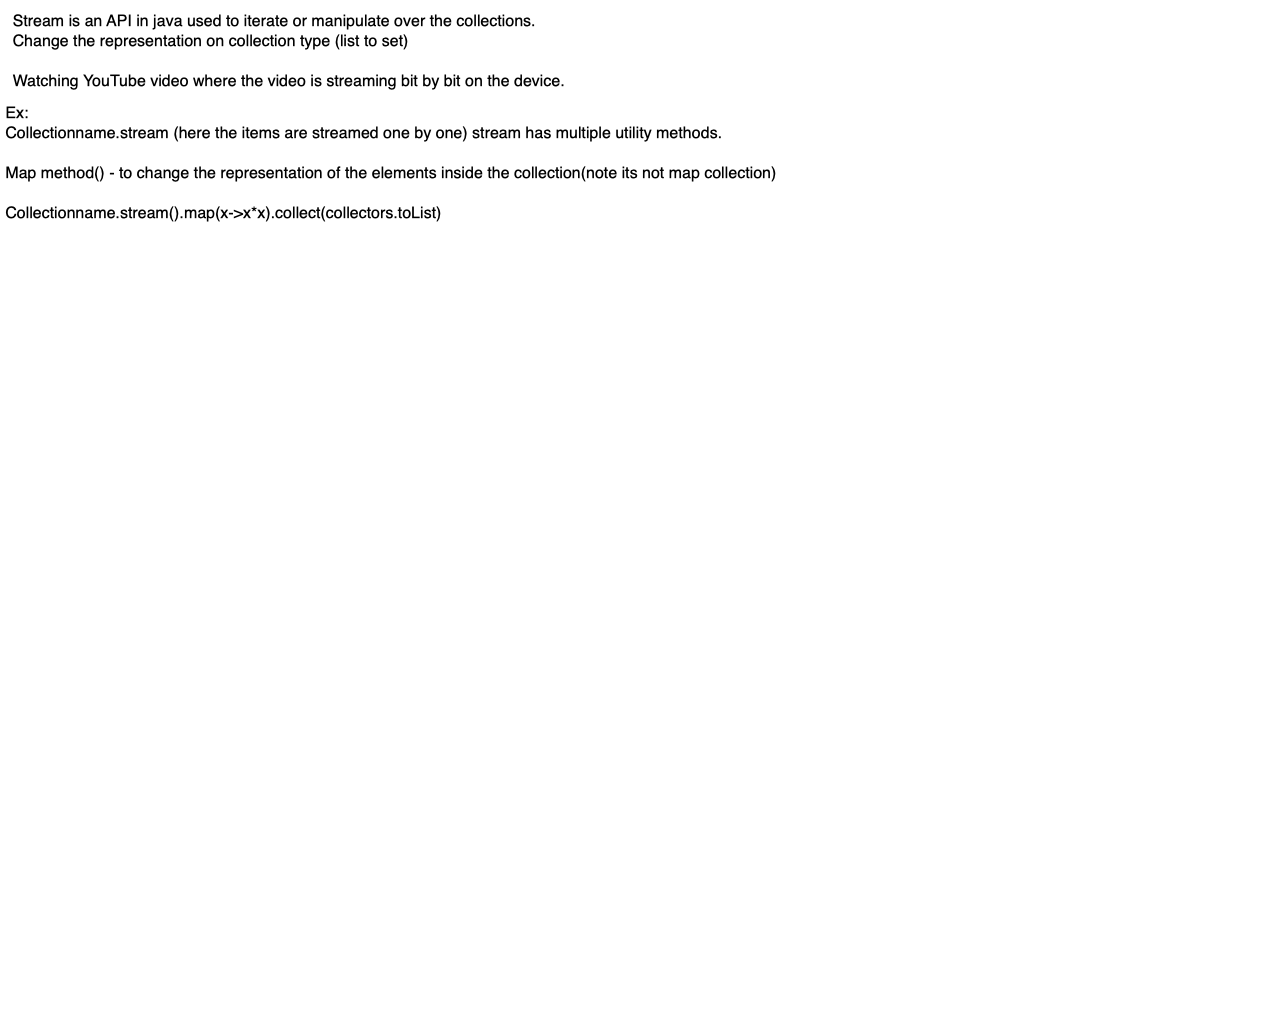 Stream is an API in java used to iterate or manipulate over the collections.
Change the representation on collection type (list to set)
Watching YouTube video where the video is streaming bit by bit on the device.
Ex:
Collectionname.stream (here the items are streamed one by one) stream has multiple utility methods.
Map method() - to change the representation of the elements inside the collection(note its not map collection)
Collectionname.stream().map(x->x*x).collect(collectors.toList)